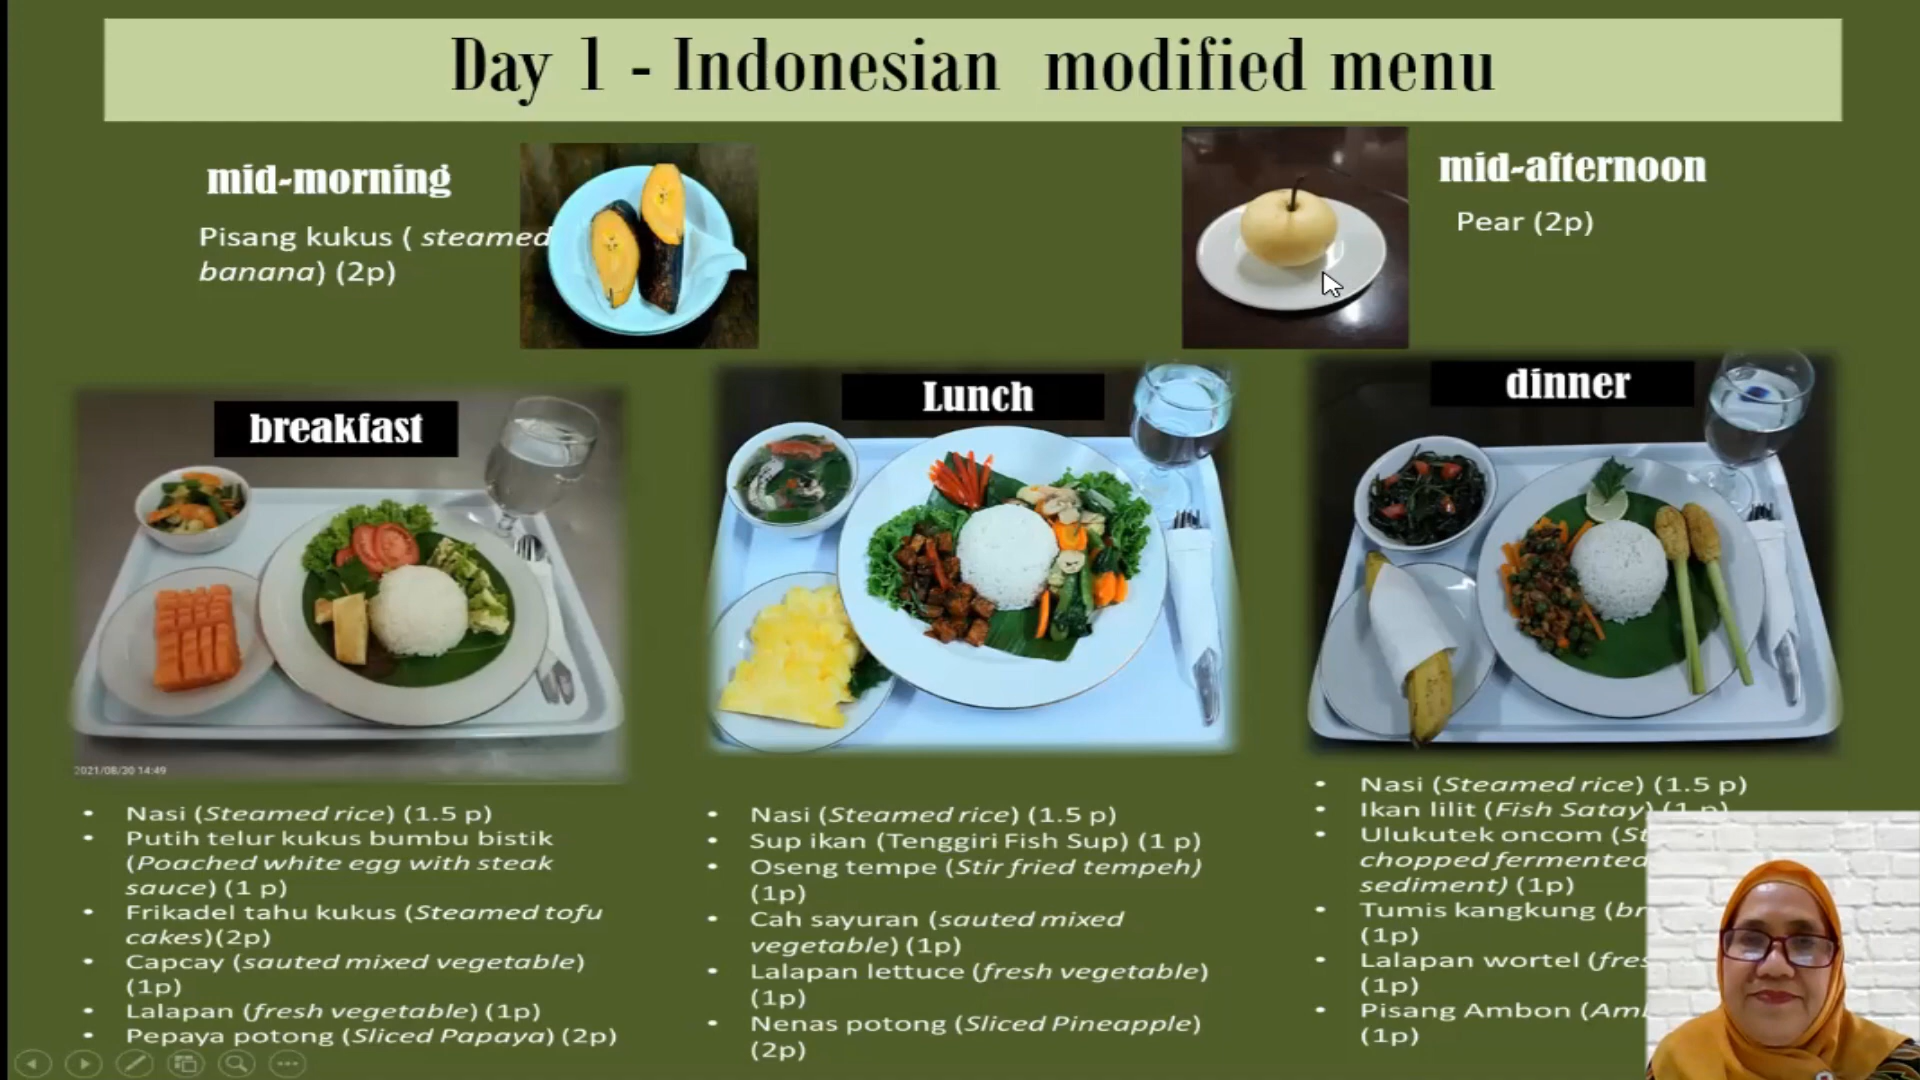 Day 1 - Indonesian modified menu
mid-morning
Pisang kukus ( steamed
banana) (2p)
mid-afternoon
Pear (2p)
breakfast
2021/08/30 14:49
Nasi (Steamed rice) (1.5 p)
Putih telur kukus bumbu bistik
(Poached white egg with steak
sauce) (1 p)
Frikadel tahu kukus (Steamed tofu
cakes)(2p)
Capcay (sauted mixed vegetable)
(1p)
Lalapan (fresh vegetable) (1p)
Pepaya potong (Sliced Papaya) (2p)
Lunch
Nasi (Steamed rice) (1.5 p)
Sup ikan (Tenggiri Fish Sup) (1 p)
Oseng tempe (Stir fried tempeh)
(1p)
Cah sayuran (sauted mixed
vegetable) (1p)
Lalapan lettuce (fresh vegetable)
(1p)
Nenas potong (Sliced Pineapple)
(2p)
dinner
Nasi (Steamed rice) (1.5 p)
Ikan lilit (Fish Satay) (1 p)
Ulukutek oncom (
chopped fermented
sediment) (1p)
Tumis kangkung (
(1p)
Lalapan wortel (
(1p)
Pisang Ambon (
(1p)